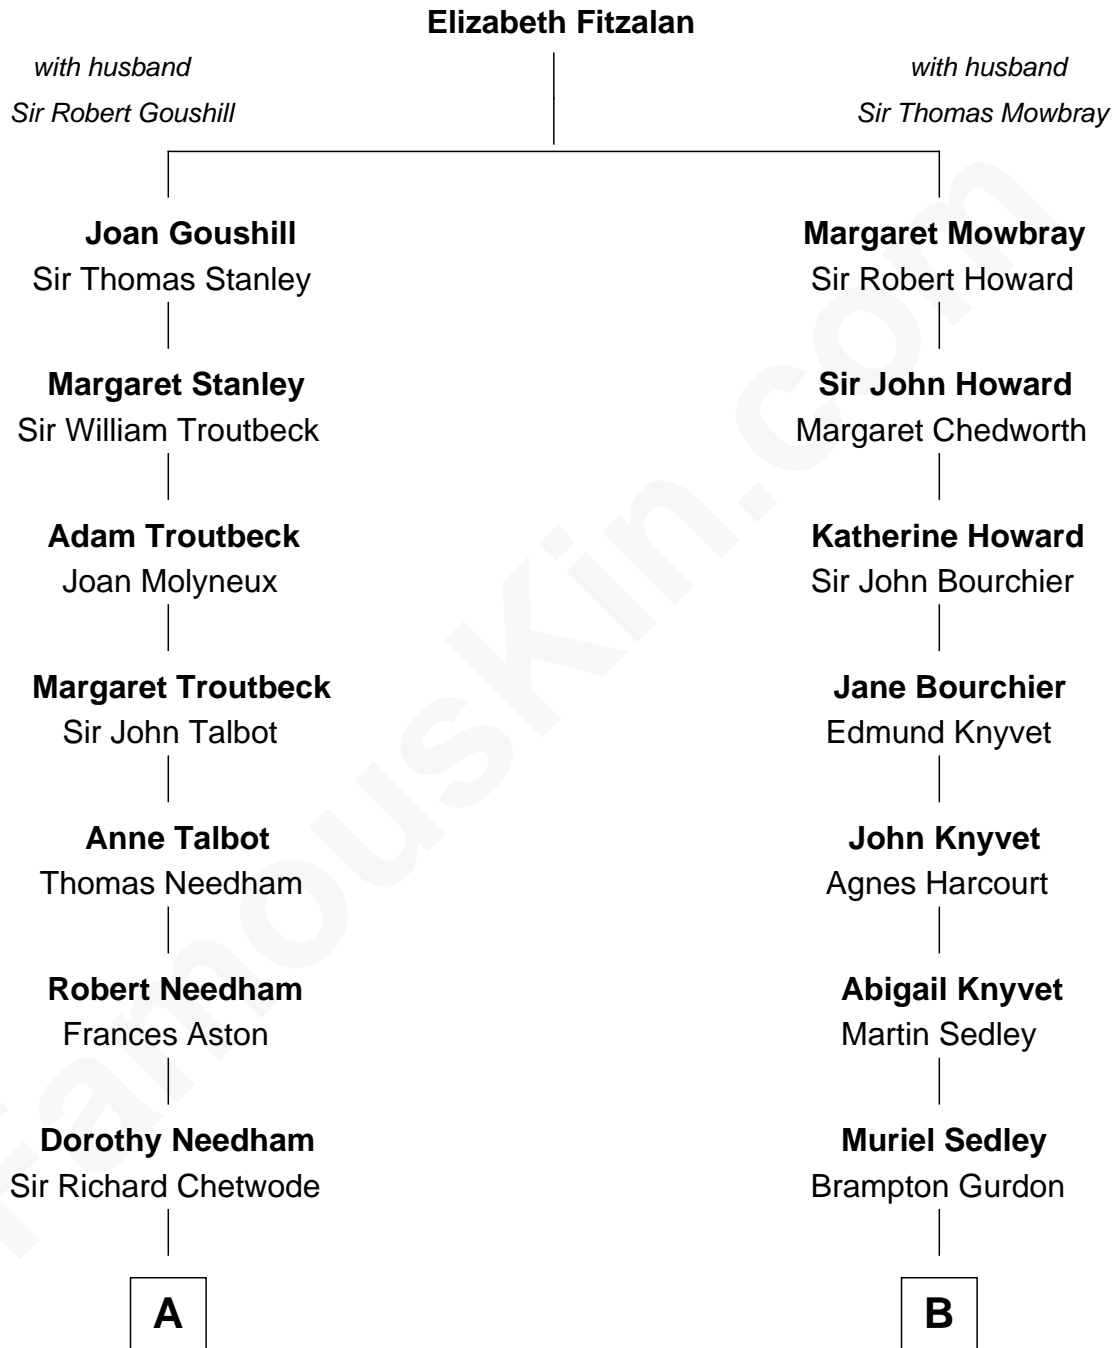 Elizabeth Fitzalan
with husband
Sir Robert Goushill
with husband
Sir Thomas Mowbray
Joan Goushill
Sir Thomas Stanley
Margaret Mowbray
Sir Robert Howard
Margaret Stanley
Sir William Troutbeck
Sir John Howard
Margaret Chedworth
Adam Troutbeck
Joan Molyneux
Katherine Howard
Sir John Bourchier
Margaret Troutbeck
Sir John Talbot
Jane Bourchier
Edmund Knyvet
Anne Talbot
Thomas Needham
John Knyvet
Agnes Harcourt
Robert Needham
Frances Aston
Abigail Knyvet
Martin Sedley
Dorothy Needham
Sir Richard Chetwode
Muriel Sedley
Brampton Gurdon
A
B
FamousKin.com